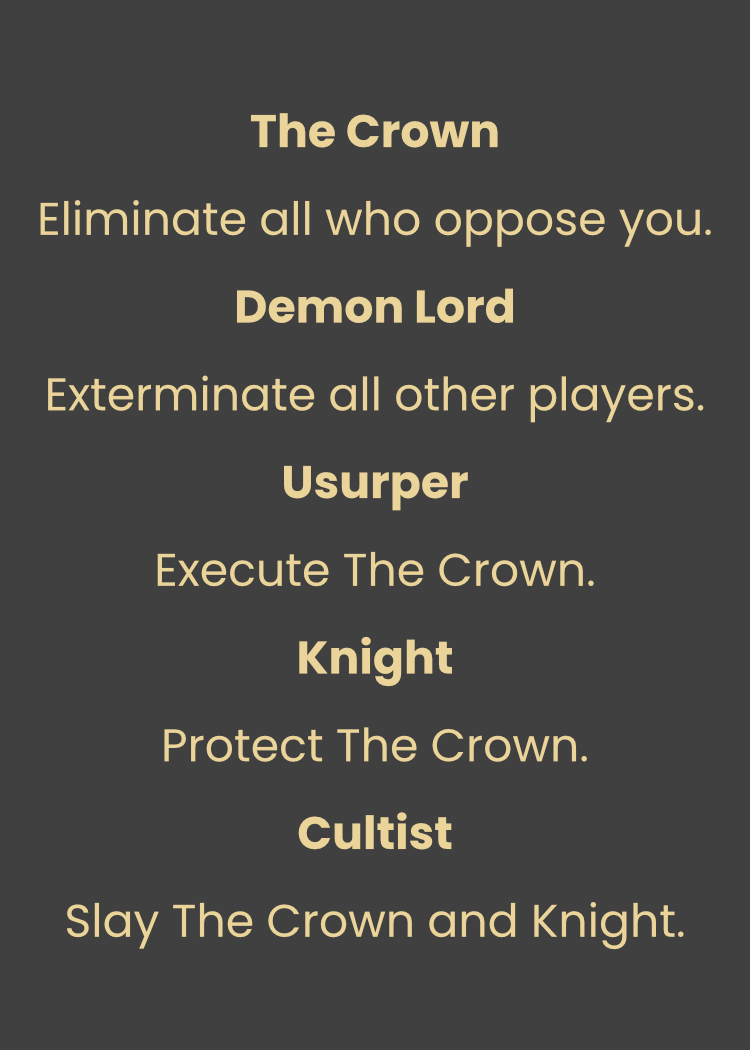 The Crown
Eliminate all who oppose you.
Demon Lord
Exterminate all other players.
Usurper
Execute The Crown.
Knight
Protect The Crown.
Cultist
Slay The Crown and Knight.